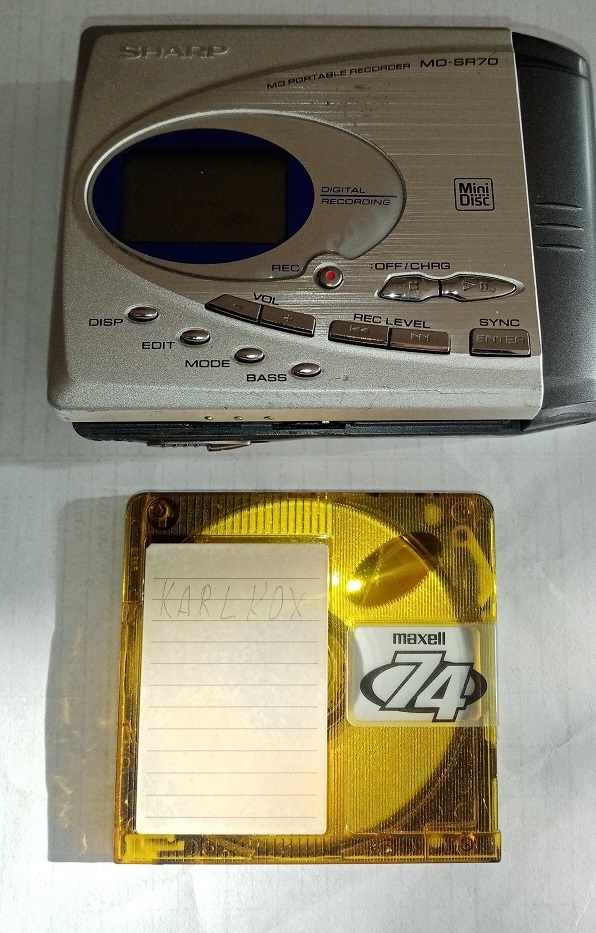 SHARP
MD PORTABLE RECORDER MD-SR70
DIGITAL
RECORDING
Mini
Disc
REC
OFF/CHRG
VOL
- +
REC LEVEL
SYNC
ENTER
DISP
EDIT
MODE
BASS
KARL KOX
maxell
74